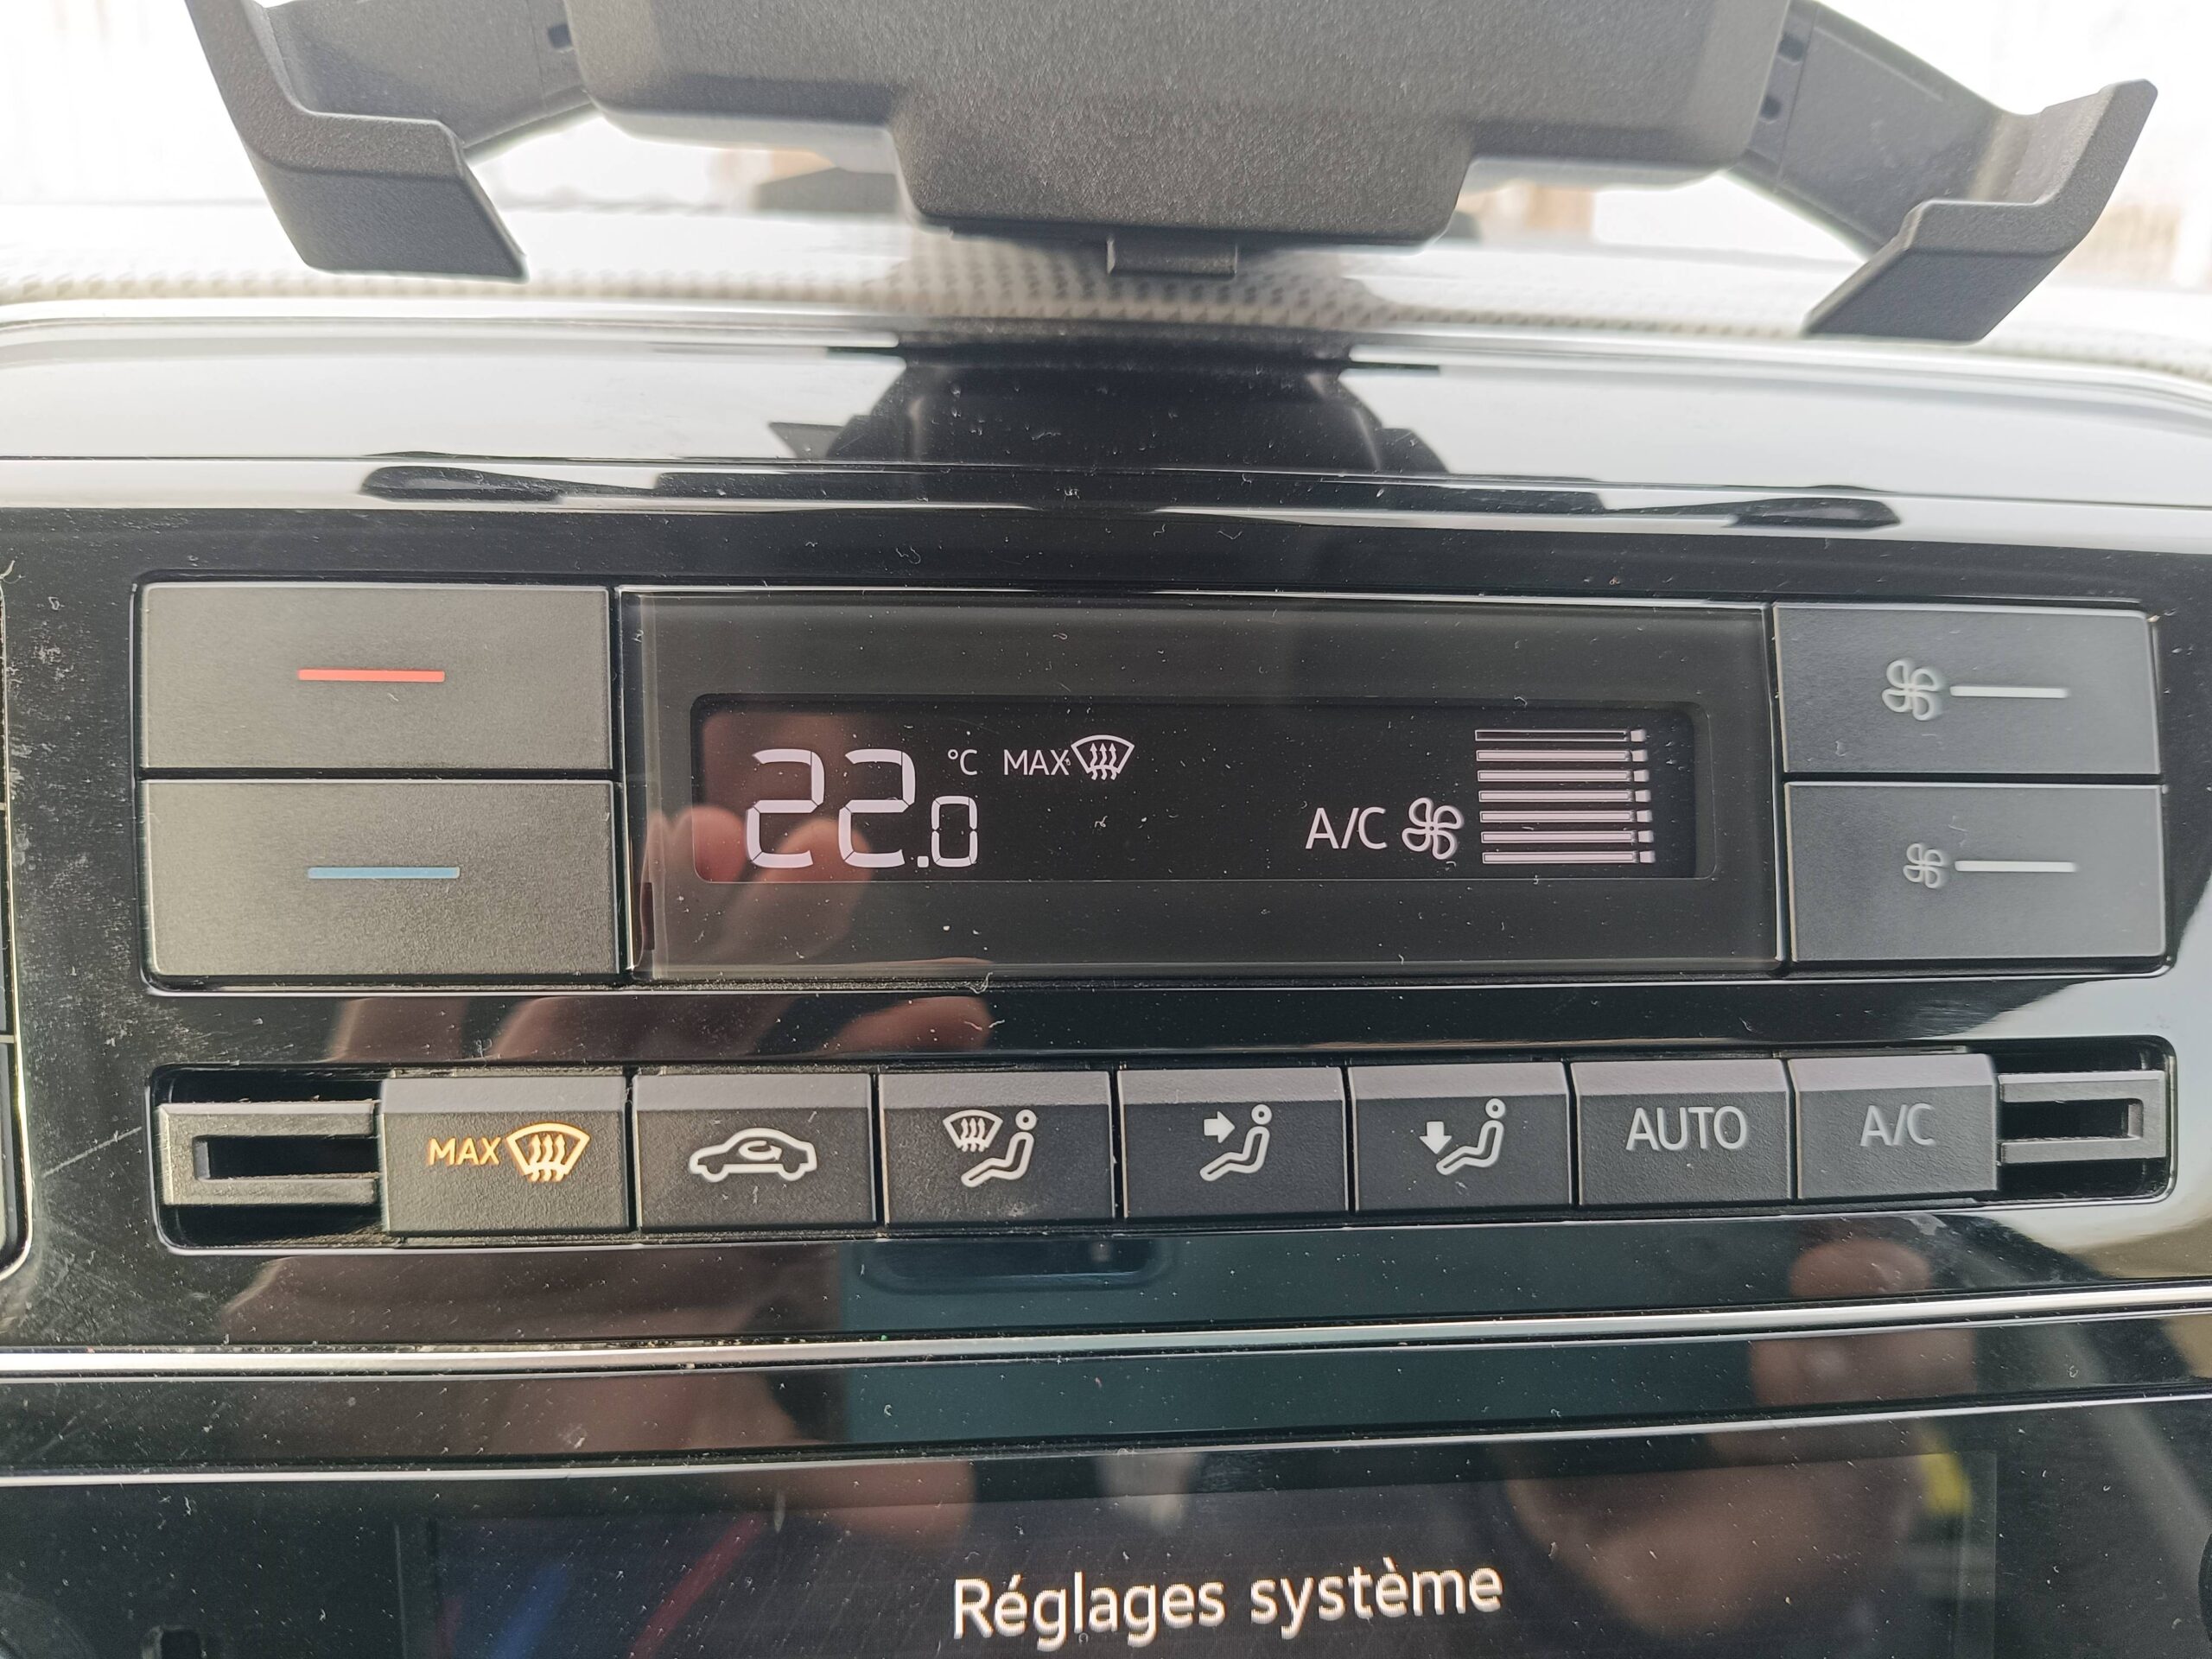 22.0 °C MAX
A/C
MAX
AUTO
A/C
Réglages système